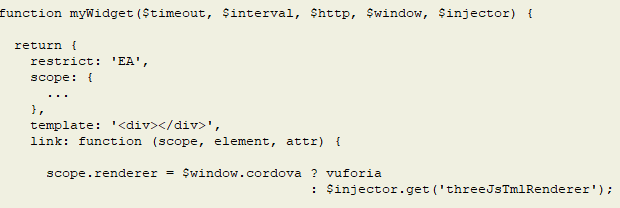 function myWidget($timeout, $interval, $http, $window, $injector) {
return {
restrict: 'EA',
scope: {
...
},
template: '<div></div>',
link: function (scope, element, attr) {
scope.renderer = $window.cordova ? vuforia
: $injector.get('threeJsTmlRenderer');